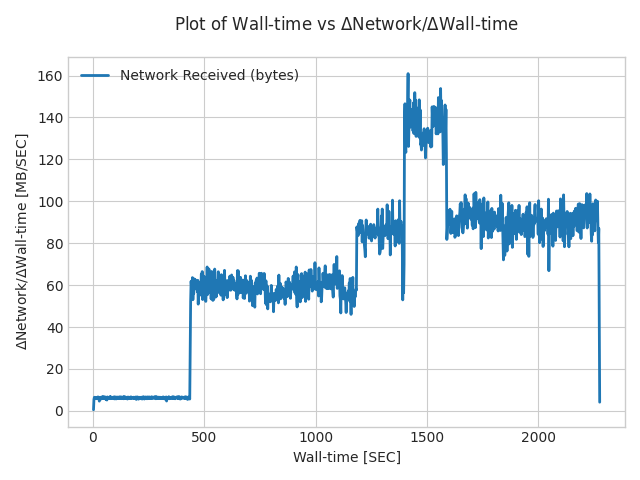 Plot of Wall-time vs ΔNetwork/ΔWall-time
Network Received (bytes)
ΔNetwork/ΔWall-time [MB/SEC]
160
140
120
100
80
60
40
20
0
0 500 1000 1500 2000
Wall-time [SEC]